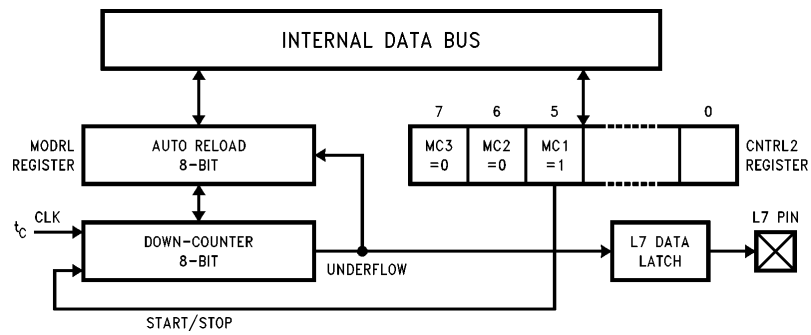 INTERNAL DATA BUS
7 6 5 0
MODRL
REGISTER
AUTO RELOAD
8-BIT
MC3
=0
MC2
=0
MC1
=1
CNTRL2
REGISTER
tC CLK
DOWN-COUNTER
8-BIT
UNDERFLOW
L7 DATA
LATCH
L7 PIN
START/STOP